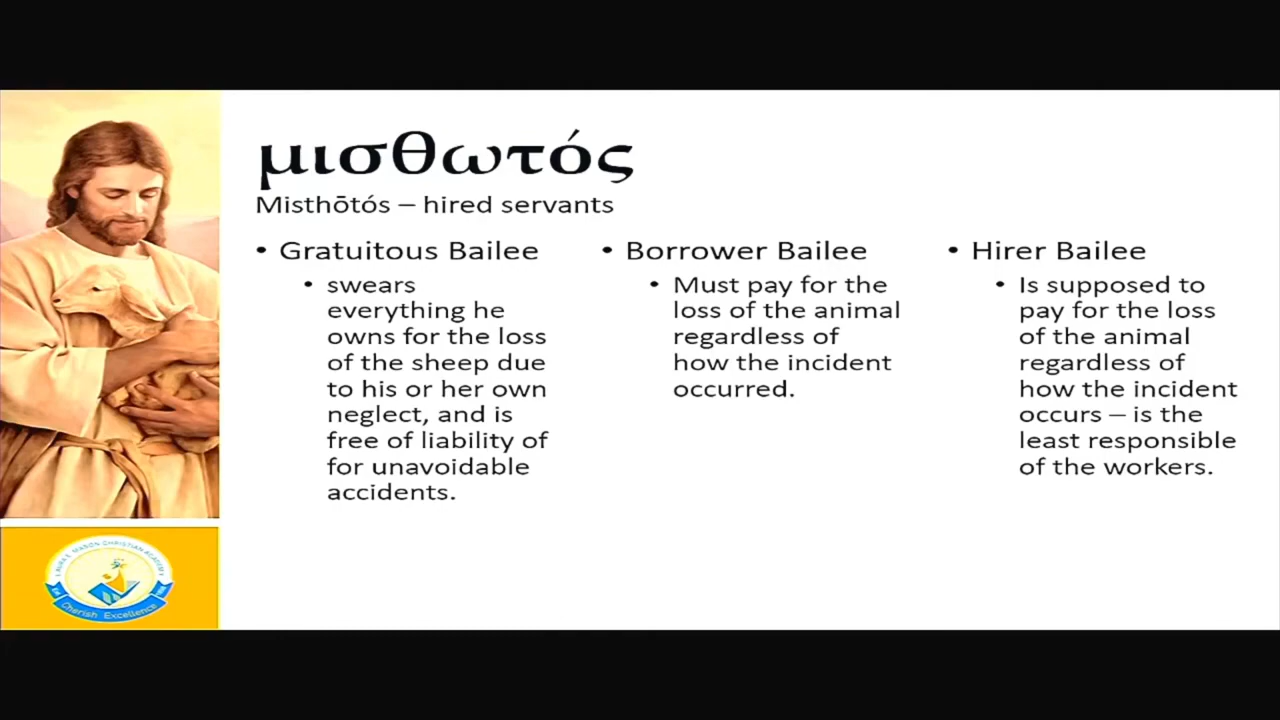 μισθωτός
Misthōtós – hired servants
• Gratuitous Bailee
• swears
everything he
owns for the loss
of the sheep due
to his or her own
neglect, and is
free of liability of
for unavoidable
accidents.
• Borrower Bailee
• Must pay for the
loss of the animal
regardless of
how the incident
occurred.
• Hirer Bailee
• Is supposed to
pay for the loss
of the animal
regardless of
how the incident
occurs – is the
least responsible
of the workers.
MASON CHRISTIAN ACADEMY
Cherish Excellence